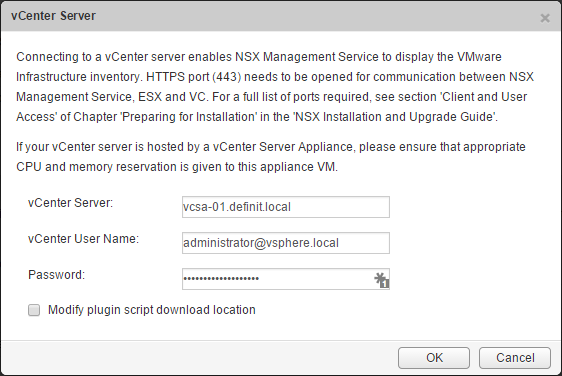 vCenter Server
Connecting to a vCenter server enables NSX Management Service to display the VMware
Infrastructure inventory. HTTPS port (443) needs to be opened for communication between NSX
Management Service, ESX and VC. For a full list of ports required, see section 'Client and User
Access' of Chapter 'Preparing for Installation' in the 'NSX Installation and Upgrade Guide'.
If your vCenter server is hosted by a vCenter Server Appliance, please ensure that appropriate
CPU and memory reservation is given to this appliance VM.
vCenter Server: vcsa-01.definit.local
vCenter User Name: administrator@vsphere.local
Password: ••••••••••••••••••• 1
Modify plugin script download location
OK Cancel